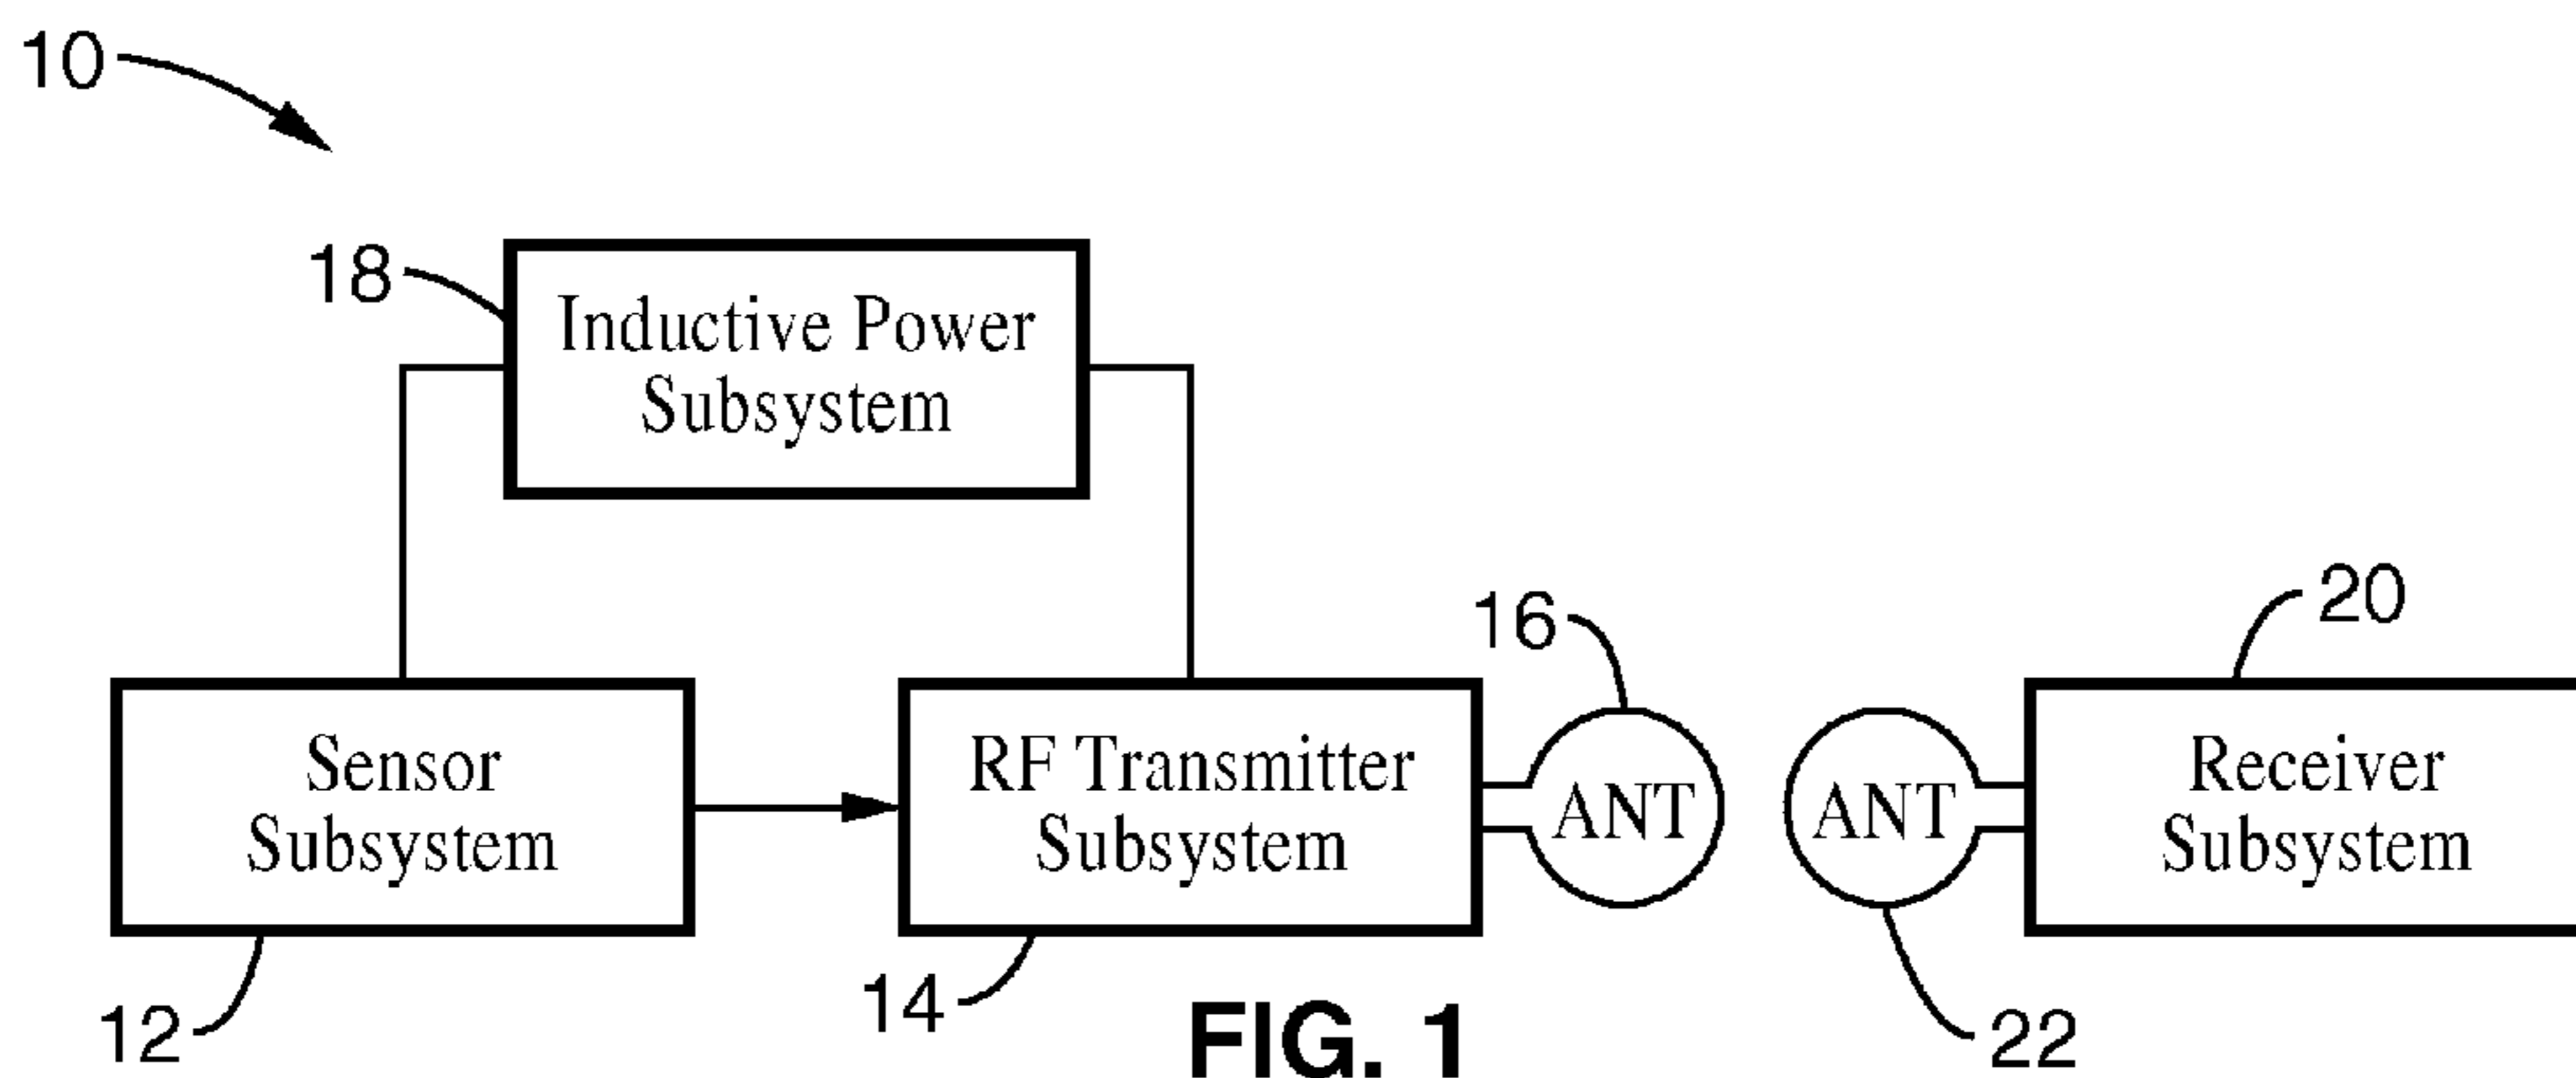 10
18
Inductive Power
Subsystem
16
20
Sensor
Subsystem
RF Transmitter
Subsystem
ANT
ANT
Receiver
Subsystem
12
14
22
FIG. 1